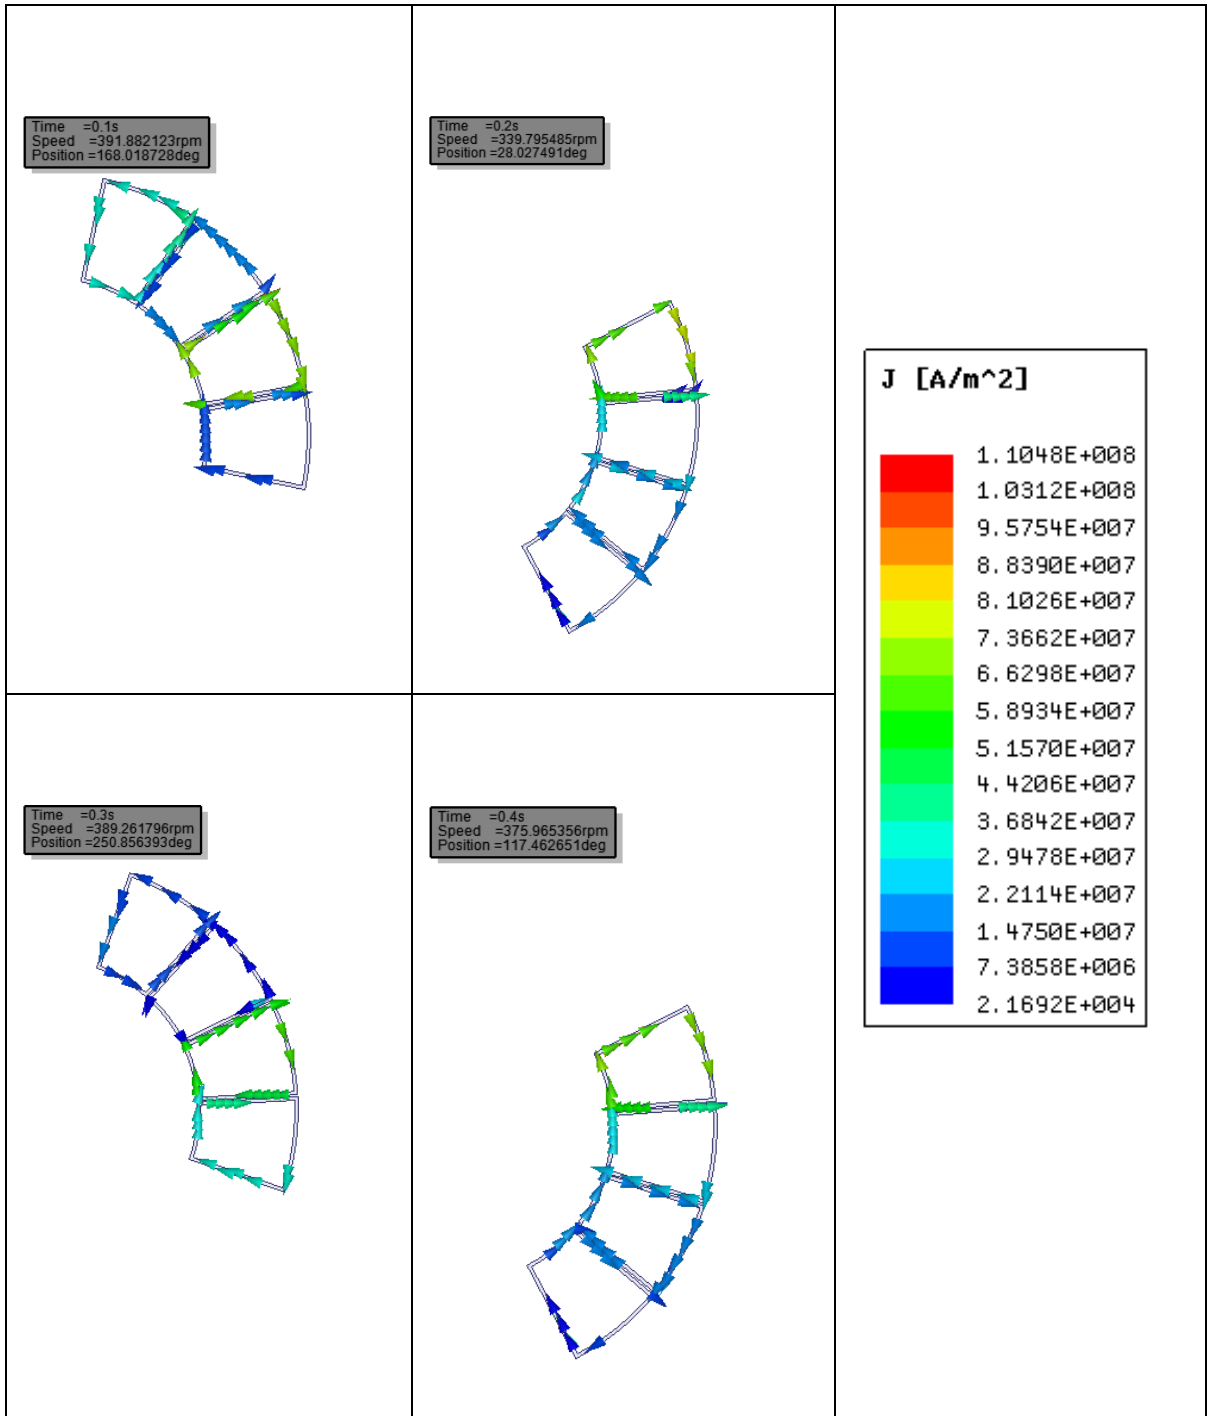 Time =0.1s
Speed =391.882123rpm
Position =168.018728deg
Time =0.2s
Speed =339.795485rpm
Position =28.027491deg
J [A/m^2]
1.1048E+008
1.0312E+008
9.5754E+007
8.8390E+007
8.1026E+007
7.3662E+007
6.6298E+007
5.8934E+007
5.1570E+007
4.4206E+007
3.6842E+007
2.9478E+007
2.2114E+007
1.4750E+007
7.3858E+006
2.1692E+004
Time =0.3s
Speed =389.261796rpm
Position =250.856393deg
Time =0.4s
Speed =375.965356rpm
Position =117.462651deg